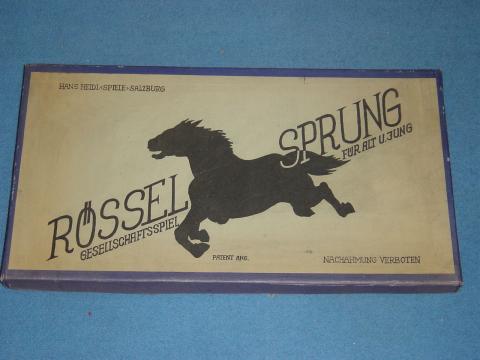 HANS HEIDL·SPIELE·SALZBURG
RÖSSEL
SPRUNG
GESELLSCHAFTSSPIEL
FÜR ALT U. JUNG
PATENT ANG.
NACHAHMUNG VERBOTEN